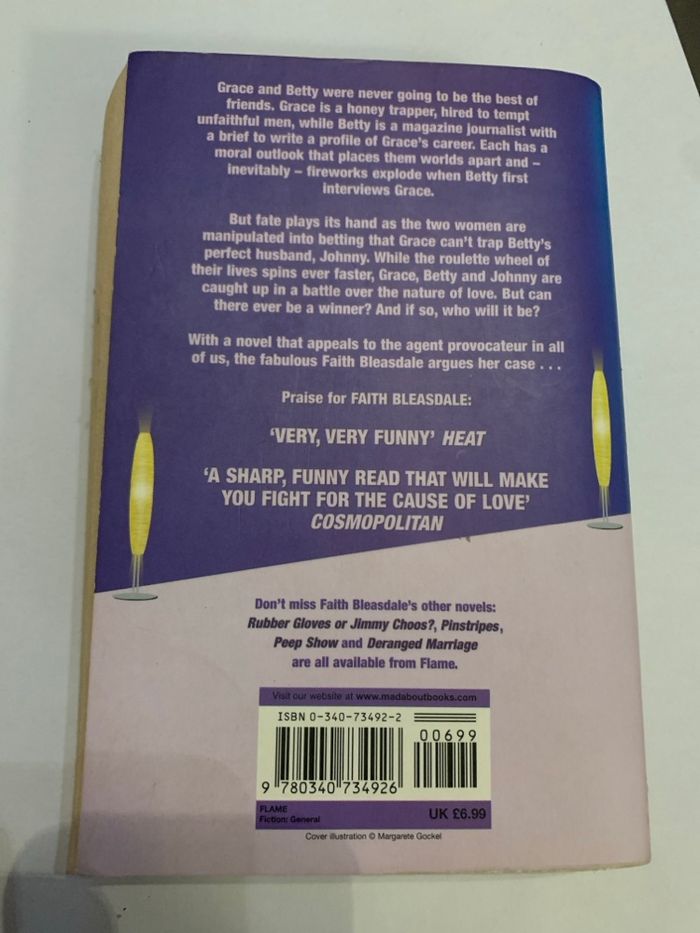 Grace and Betty were never going to be the best of
friends. Grace is a honey trapper, hired to tempt
unfaithful men, while Betty is a magazine journalist with
a brief to write a profile of Grace's career. Each has a
moral outlook that places them worlds apart and –
inevitably – fireworks explode when Betty first
interviews Grace.
But fate plays its hand as the two women are
manipulated into betting that Grace can't trap Betty's
perfect husband, Johnny. While the roulette wheel of
their lives spins ever faster, Grace, Betty and Johnny are
caught up in a battle over the nature of love. But can
there ever be a winner? And if so, who will it be?
With a novel that appeals to the agent provocateur in all
of us, the fabulous Faith Bleasdale argues her case . . .
Praise for FAITH BLEASDALE:
'VERY, VERY FUNNY' HEAT
'A SHARP, FUNNY READ THAT WILL MAKE
YOU FIGHT FOR THE CAUSE OF LOVE'
COSMOPOLITAN
Don't miss Faith Bleasdale's other novels:
Rubber Gloves or Jimmy Choos?, Pinstripes,
Peep Show and Deranged Marriage
are all available from Flame.
Visit our website at www.madaboutbooks.com
ISBN 0-340-73492-2
00699
9 780340 734926
FLAME
Fiction: General
UK £6.99
Cover illustration © Margarete Gockel